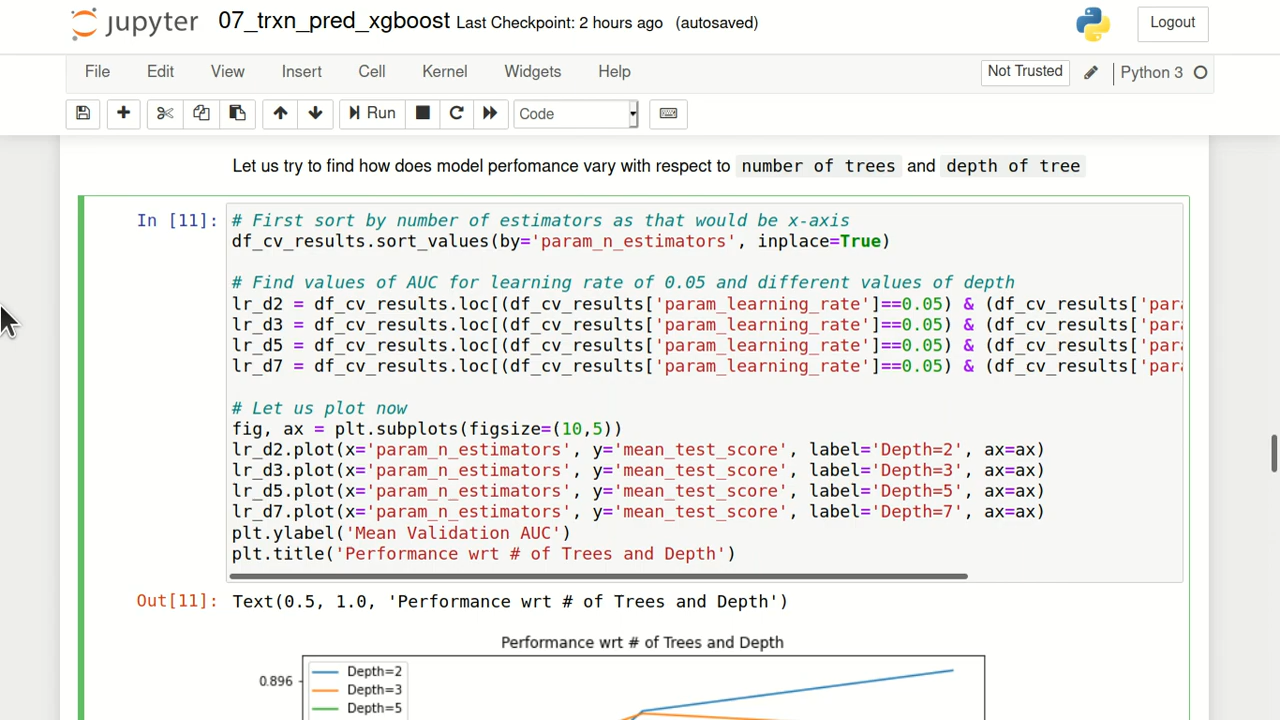 jupyter 07_trxn_pred_xgboost Last Checkpoint: 2 hours ago (autosaved)
Logout
File Edit View Insert Cell Kernel Widgets Help
Not Trusted
Python 3
Run
Code
Let us try to find how does model perfomance vary with respect to number of trees and depth of tree
In [11]: # First sort by number of estimators as that would be x-axis
df_cv_results.sort_values(by='param_n_estimators', inplace=True)
# Find values of AUC for learning rate of 0.05 and different values of depth
lr_d2 = df_cv_results.loc[(df_cv_results['param_learning_rate']==0.05) & (df_cv_results['para
lr_d3 = df_cv_results.loc[(df_cv_results['param_learning_rate']==0.05) & (df_cv_results['para
lr_d5 = df_cv_results.loc[(df_cv_results['param_learning_rate']==0.05) & (df_cv_results['para
lr_d7 = df_cv_results.loc[(df_cv_results['param_learning_rate']==0.05) & (df_cv_results['para
# Let us plot now
fig, ax = plt.subplots(figsize=(10,5))
lr_d2.plot(x='param_n_estimators', y='mean_test_score', label='Depth=2', ax=ax)
lr_d3.plot(x='param_n_estimators', y='mean_test_score', label='Depth=3', ax=ax)
lr_d5.plot(x='param_n_estimators', y='mean_test_score', label='Depth=5', ax=ax)
lr_d7.plot(x='param_n_estimators', y='mean_test_score', label='Depth=7', ax=ax)
plt.ylabel('Mean Validation AUC')
plt.title('Performance wrt # of Trees and Depth')
Out[11]: Text(0.5, 1.0, 'Performance wrt # of Trees and Depth')
Performance wrt # of Trees and Depth
Depth=2
0.896
Depth=3
Depth=5